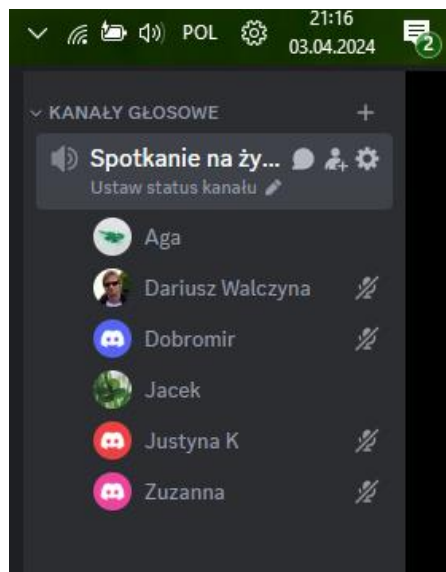 POL
21:16
03.04.2024
2
KANAŁY GŁOSOWE
Spotkanie na ży...
Ustaw status kanału
Aga
Dariusz Walczyna
Dobromir
Jacek
Justyna K
Zuzanna